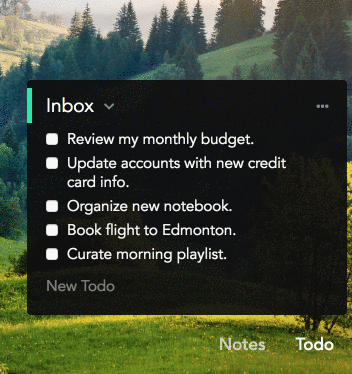 Inbox
Review my monthly budget.
Update accounts with new credit
card info.
Organize new notebook.
Book flight to Edmonton.
Curate morning playlist.
New Todo
Notes Todo